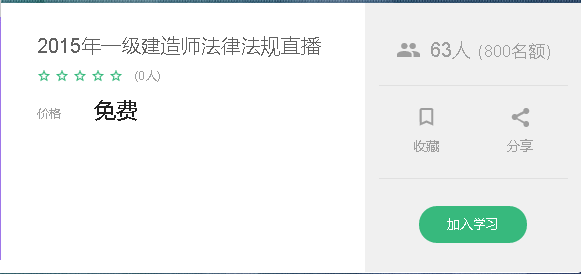 2015年一级建造师法律法规直播
(0人)
价格 免费
63人 (800名额)
收藏 分享
加入学习